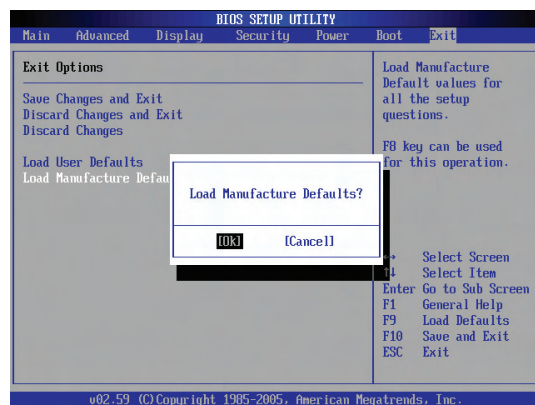 BIOS SETUP UTILITY
Main Advanced Display Security Power Boot Exit
Exit Options
Save Changes and Exit
Discard Changes and Exit
Discard Changes
Load User Defaults
Load Manufacture Defau
Load Manufacture Defaults?
[Ok] [Cancel]
Load Manufacture
Default values for
all the setup
questions.
F8 key can be used
for this operation.
↔ Select Screen
↑↓ Select Item
Enter Go to Sub Screen
F1 General Help
F9 Load Defaults
F10 Save and Exit
ESC Exit
v02.59 (C)Copyright 1985-2005, American Megatrends, Inc.